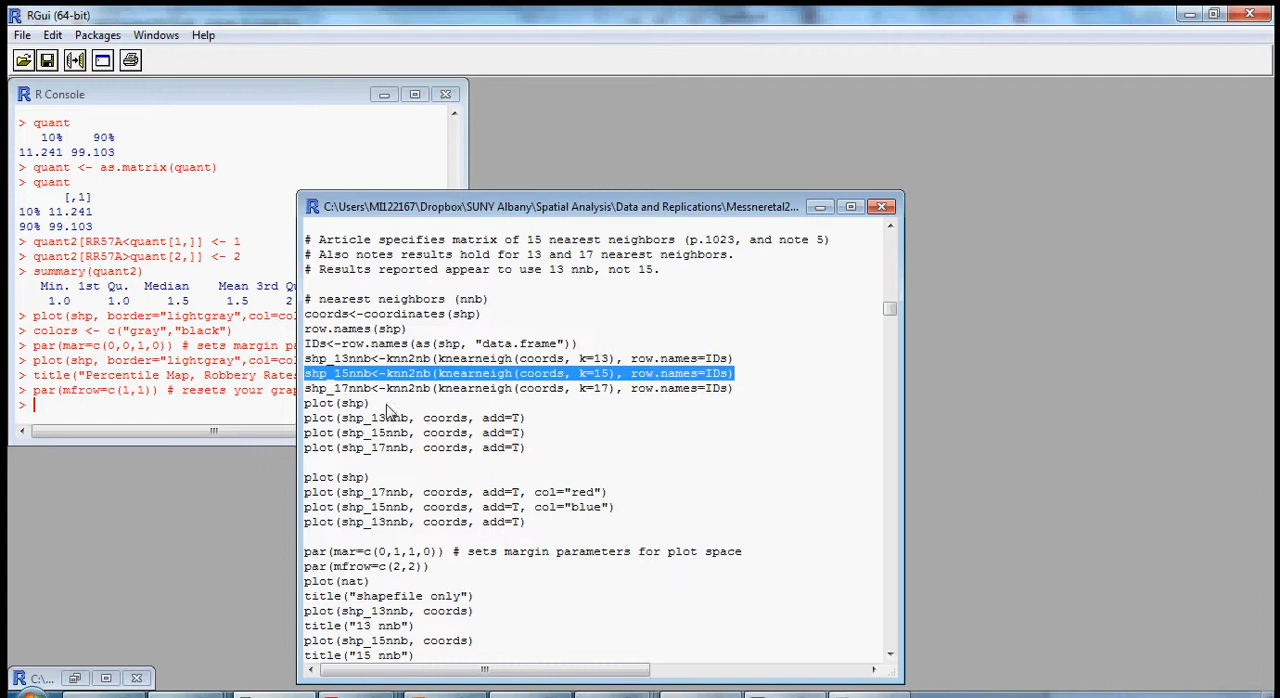 RGui (64-bit)
File Edit Packages Windows Help
R Console
> quant
10% 90%
11.241 99.103
> quant <- as.matrix(quant)
> quant
[,1]
10% 11.241
90% 99.103
> quant2[RR57A<quant[1,]] <- 1
> quant2[RR57A>quant[2,]] <- 2
> summary(quant2)
Min. 1st Qu. Median Mean 3rd Q
1.0 1.0 1.5 1.5 2
> plot(shp, border="lightgray",col=co
> colors <- c("gray","black")
> par(mar=c(0,0,1,0)) # sets margin pa
> plot(shp, border="lightgray",col=co
> title("Percentile Map, Robbery Rates
> par(mfrow=c(1,1)) # resets your grap
>
C:\Users\MI122167\Dropbox\SUNY Albany\Spatial Analysis\Data and Replications\Messneretal2...
# Article specifies matrix of 15 nearest neighbors (p.1023, and note 5)
# Also notes results hold for 13 and 17 nearest neighbors.
# Results reported appear to use 13 nnb, not 15.
# nearest neighbors (nnb)
coords<-coordinates(shp)
row.names(shp)
IDs<-row.names(as(shp, "data.frame"))
shp_13nnb<-knn2nb(knearneigh(coords, k=13), row.names=IDs)
shp_15nnb<-knn2nb(knearneigh(coords, k=15), row.names=IDs)
shp_17nnb<-knn2nb(knearneigh(coords, k=17), row.names=IDs)
plot(shp)
plot(shp_13nnb, coords, add=T)
plot(shp_15nnb, coords, add=T)
plot(shp_17nnb, coords, add=T)
plot(shp)
plot(shp_17nnb, coords, add=T, col="red")
plot(shp_15nnb, coords, add=T, col="blue")
plot(shp_13nnb, coords, add=T)
par(mar=c(0,1,1,0)) # sets margin parameters for plot space
par(mfrow=c(2,2))
plot(nat)
title("shapefile only")
plot(shp_13nnb, coords)
title("13 nnb")
plot(shp_15nnb, coords)
title("15 nnb")
C:\...